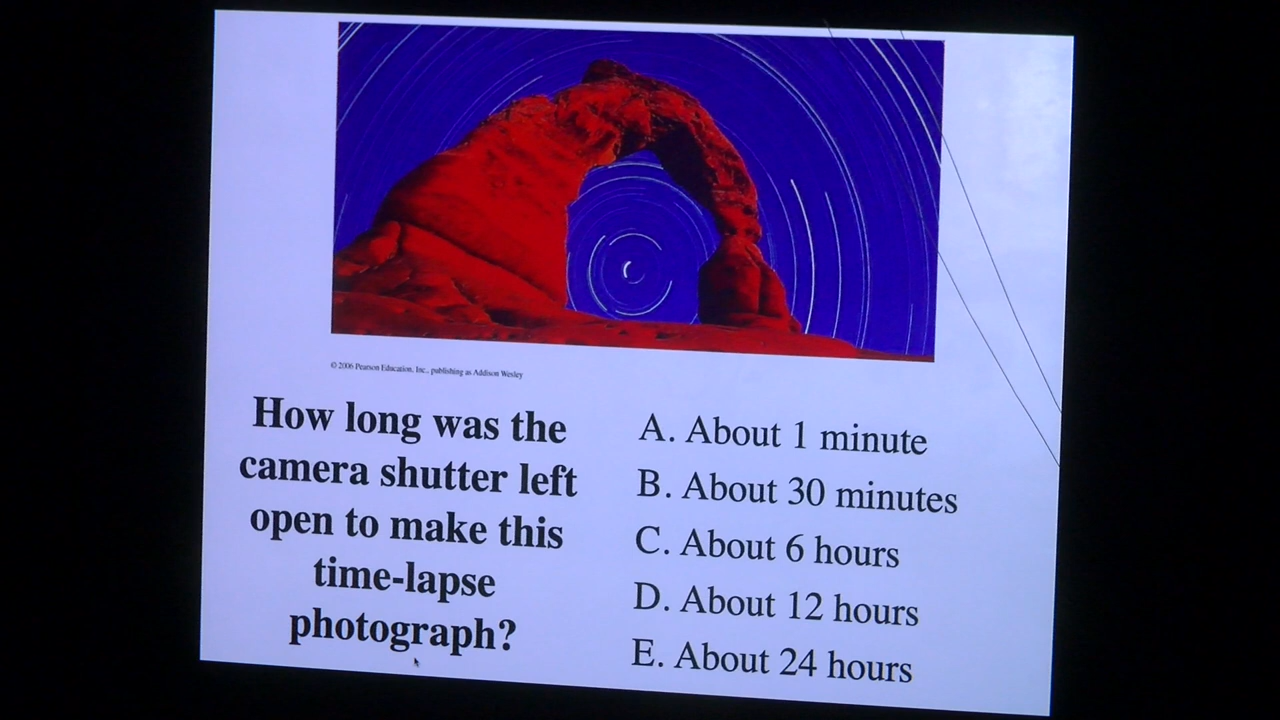 © 2006 Pearson Education, Inc., publishing as Addison Wesley
How long was the
camera shutter left
open to make this
time-lapse
photograph?
A. About 1 minute
B. About 30 minutes
C. About 6 hours
D. About 12 hours
E. About 24 hours